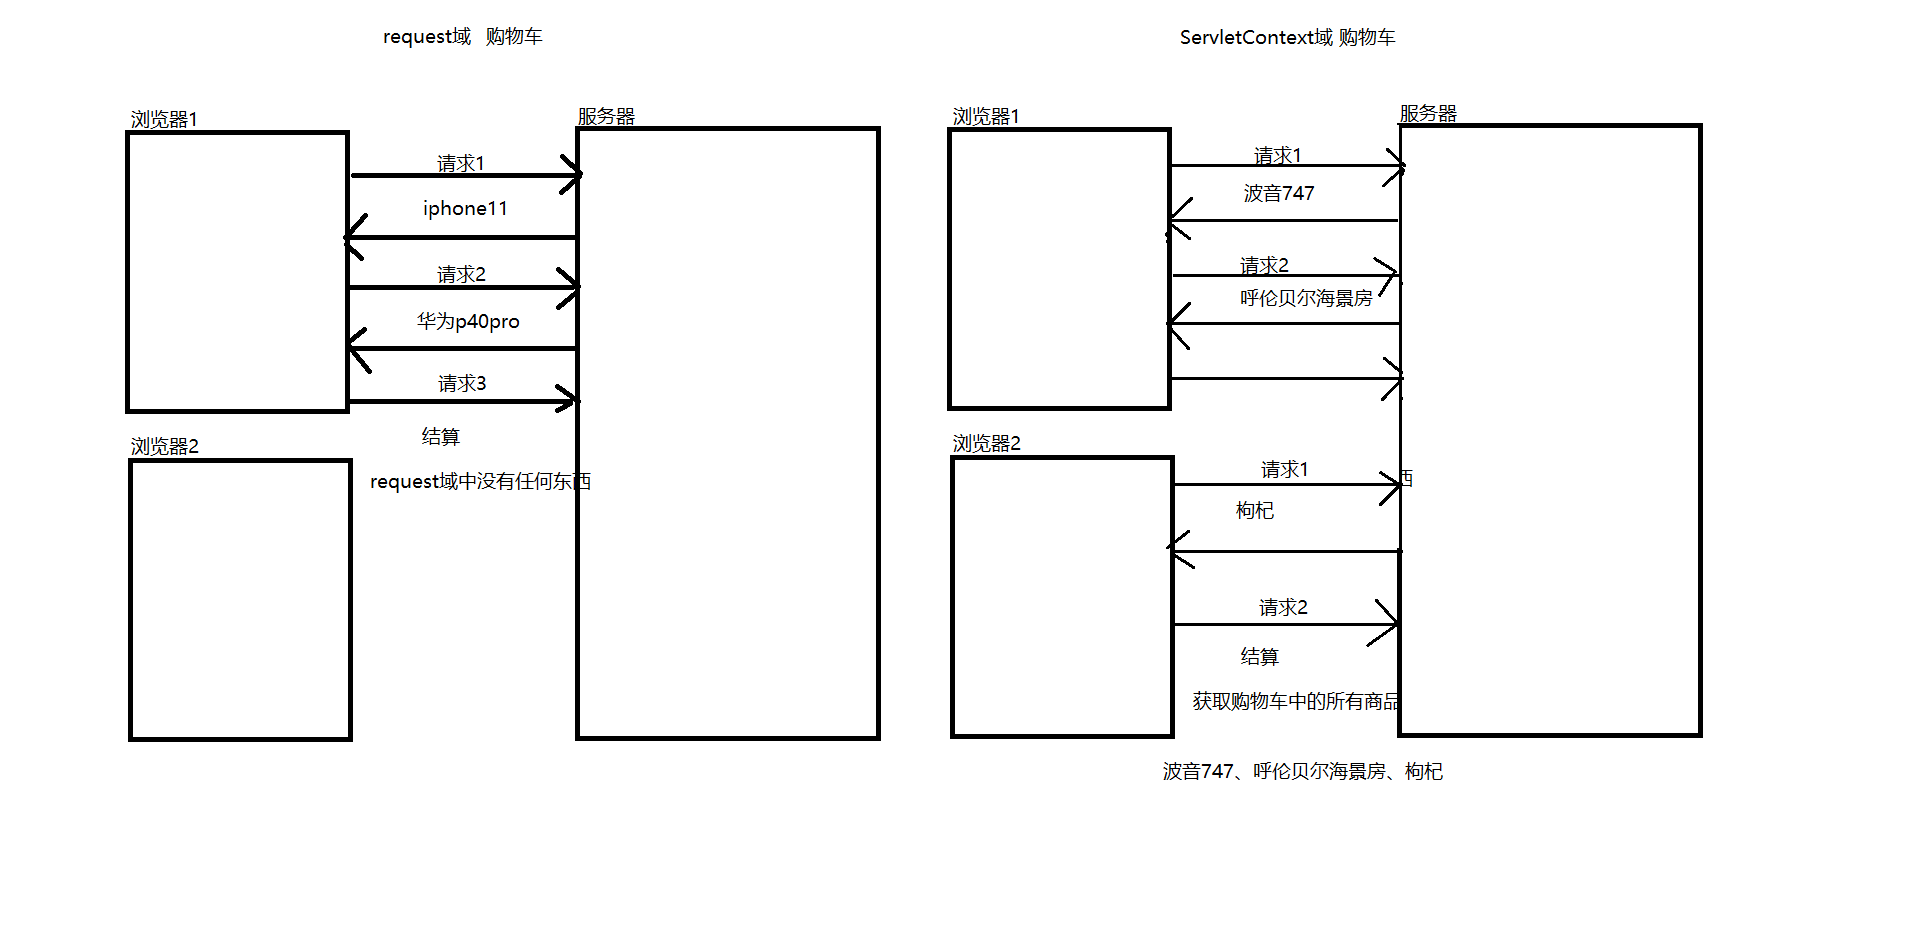 request域 购物车
浏览器1
服务器
请求1
iphone11
请求2
华为p40pro
请求3
结算
浏览器2
request域中没有任何东西
ServletContext域 购物车
浏览器1
服务器
请求1
波音747
请求2
呼伦贝尔海景房
浏览器2
请求1
西
枸杞
请求2
结算
获取购物车中的所有商品
波音747、呼伦贝尔海景房、枸杞